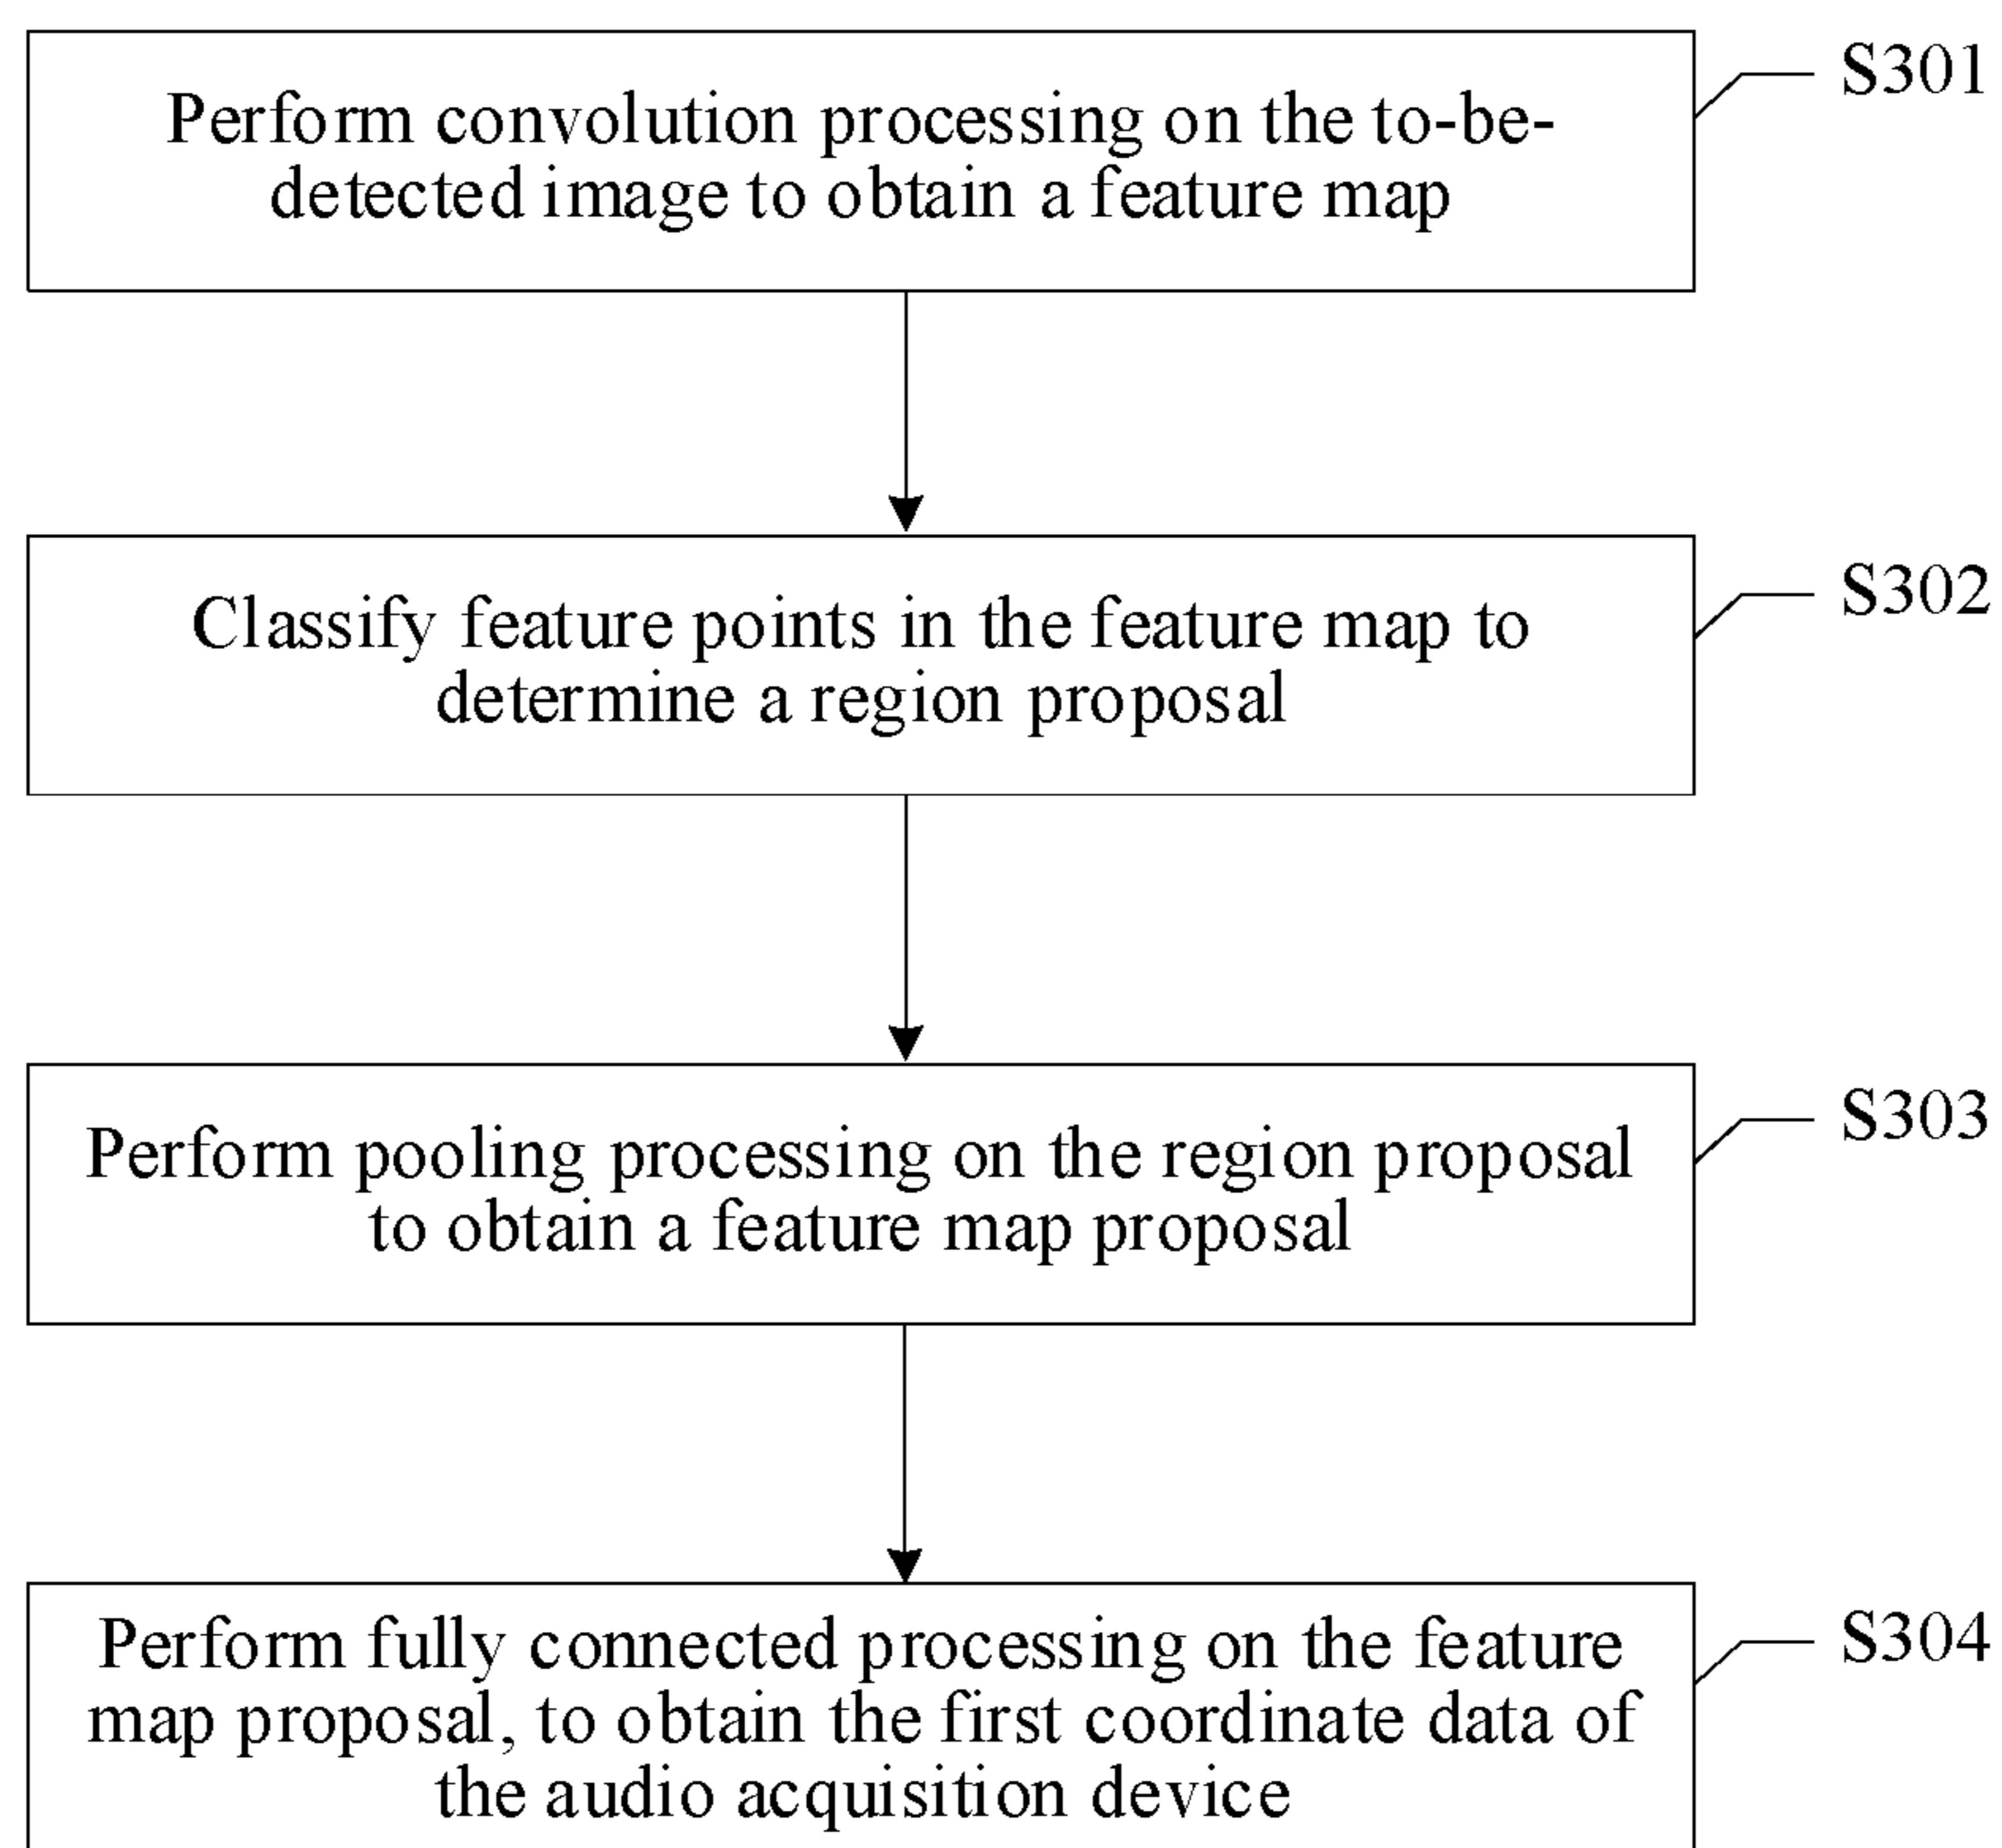 Perform convolution processing on the to-be-
detected image to obtain a feature map
S301
Classify feature points in the feature map to
determine a region proposal
S302
Perform pooling processing on the region proposal
to obtain a feature map proposal
S303
Perform fully connected processing on the feature
map proposal, to obtain the first coordinate data of
the audio acquisition device
S304